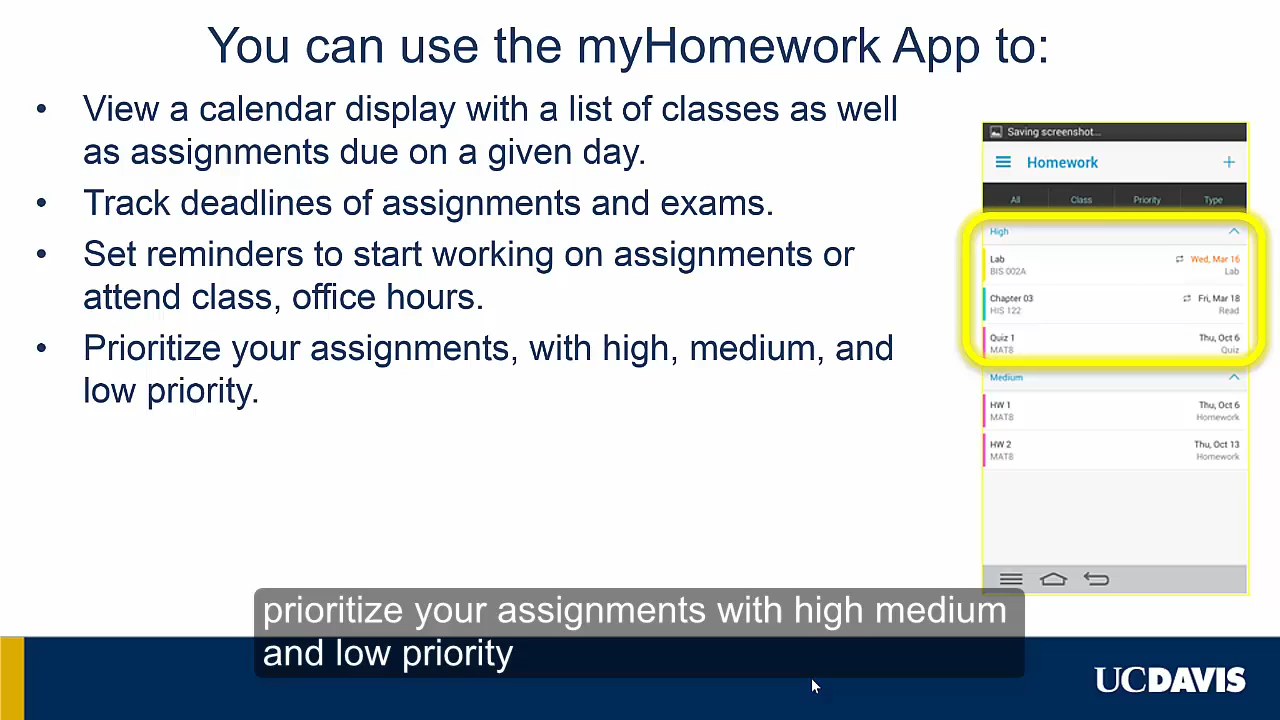 You can use the myHomework App to:
• View a calendar display with a list of classes as well
as assignments due on a given day.
• Track deadlines of assignments and exams.
• Set reminders to start working on assignments or
attend class, office hours.
• Prioritize your assignments, with high, medium, and
low priority.
Saving screenshot...
Homework +
All Class Priority Type
High
Lab Wed, Mar 16
BIS 002A Lab
Chapter 03 Fri, Mar 18
HIS 122 Read
Quiz 1 Thu, Oct 6
MAT8 Quiz
Medium
HW 1 Thu, Oct 6
MAT8 Homework
HW 2 Thu, Oct 13
MAT8 Homework
prioritize your assignments with high medium
and low priority
UCDAVIS